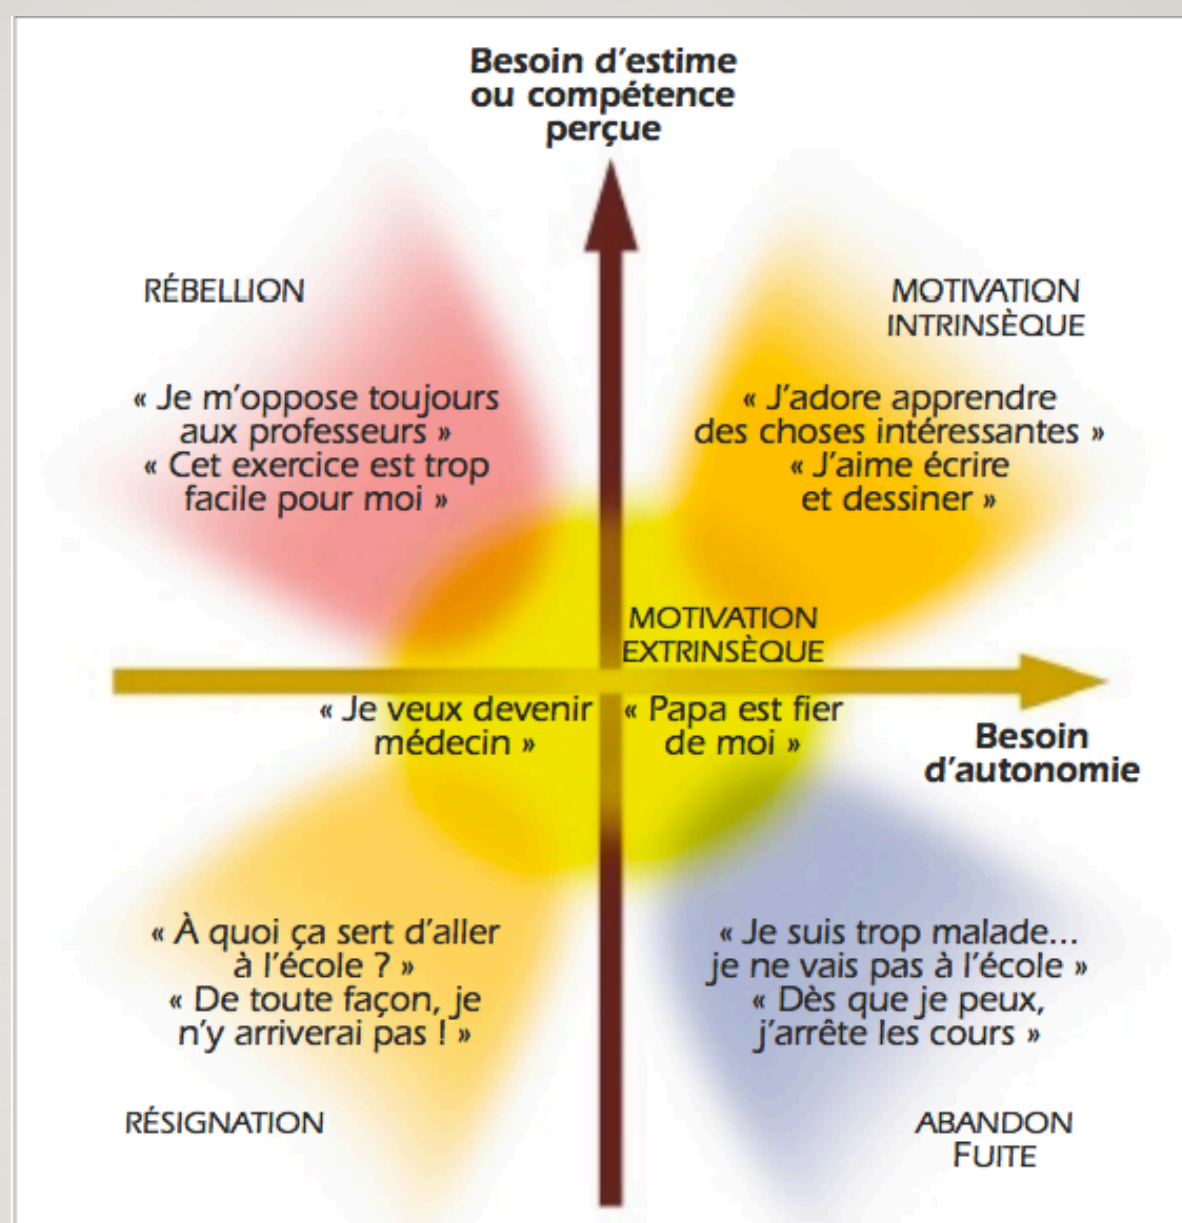 Besoin d'estime
ou compétence
perçue
RÉBELLION
« Je m'oppose toujours
aux professeurs »
« Cet exercice est trop
facile pour moi »
MOTIVATION
INTRINSÈQUE
« J'adore apprendre
des choses intéressantes »
« J'aime écrire
et dessiner »
MOTIVATION
EXTRINSÈQUE
« Je veux devenir
médecin »
« Papa est fier
de moi »
Besoin
d'autonomie
« À quoi ça sert d'aller
à l'école ? »
« De toute façon, je
n'y arriverai pas ! »
RÉSIGNATION
« Je suis trop malade...
je ne vais pas à l'école »
« Dès que je peux,
j'arrête les cours »
ABANDON
FUITE